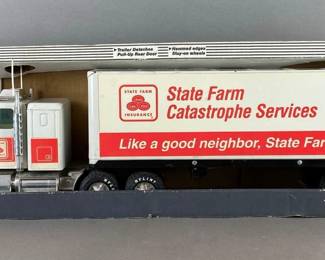 • Trailer Detaches
Pull-Up Rear Door
• Hemmed edges
Stay-on wheels
STATE FARM
INSURANCE
State Farm
Catastrophe Services
Like a good neighbor, State Far
NYLINT